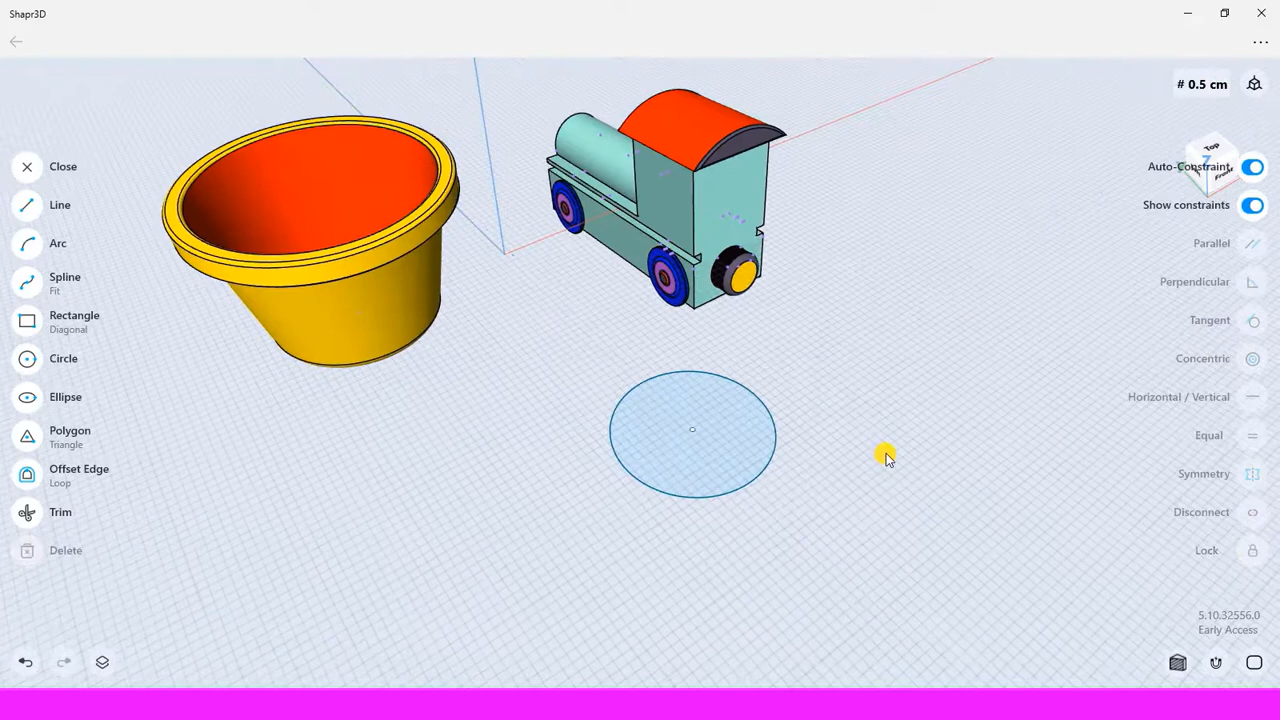 Shapr3D
# 0.5 cm
Top
Front
Close
Line
Arc
Spline
Fit
Rectangle
Diagonal
Circle
Ellipse
Polygon
Triangle
Offset Edge
Loop
Trim
Delete
Auto-Constraint
Show constraints
Parallel
Perpendicular
Tangent
Concentric
Horizontal / Vertical
Equal
Symmetry
Disconnect
Lock
5.10.32556.0
Early Access